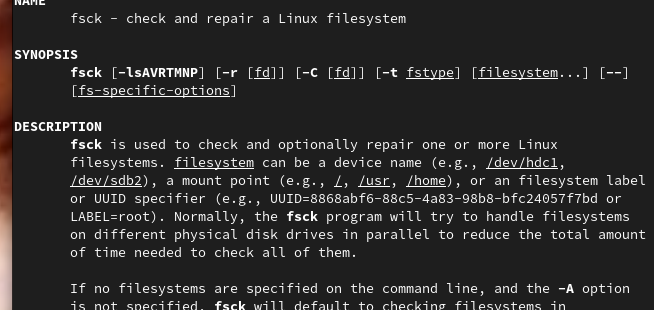 NAME
fsck - check and repair a Linux filesystem
SYNOPSIS
fsck [-lsAVRTMNP] [-r [fd]] [-C [fd]] [-t fstype] [filesystem...] [--]
[fs-specific-options]
DESCRIPTION
fsck is used to check and optionally repair one or more Linux
filesystems. filesystem can be a device name (e.g., /dev/hdc1,
/dev/sdb2), a mount point (e.g., /, /usr, /home), or an filesystem label
or UUID specifier (e.g., UUID=8868abf6-88c5-4a83-98b8-bfc24057f7bd or
LABEL=root). Normally, the fsck program will try to handle filesystems
on different physical disk drives in parallel to reduce the total amount
of time needed to check all of them.
If no filesystems are specified on the command line, and the -A option
is not specified, fsck will default to checking filesystems in